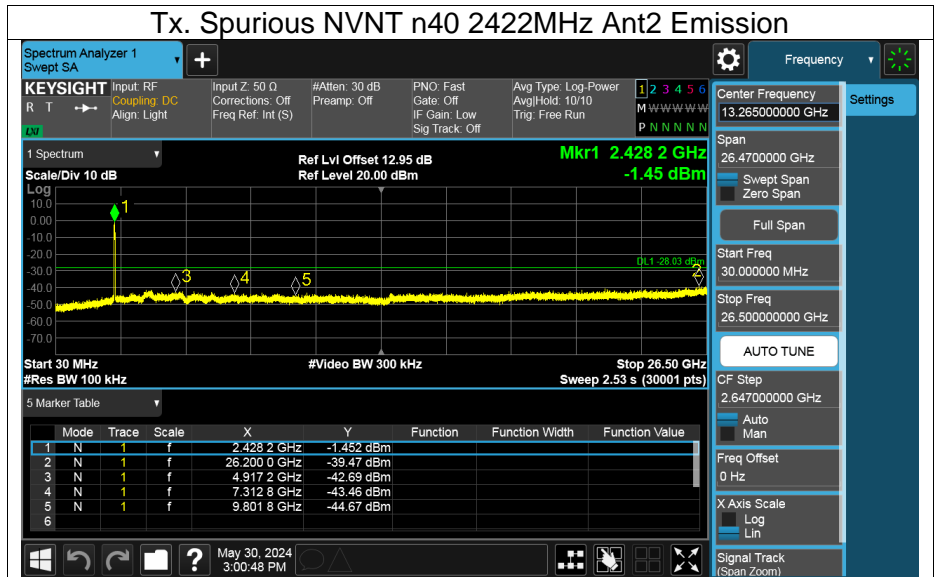 Tx. Spurious NVNT n40 2422MHz Ant2 Emission
Spectrum Analyzer 1
Swept SA
+
Frequency
KEYSIGHT
R T
LXI
Input: RF
Coupling: DC
Align: Light
Input Z: 50 Ω
Corrections: Off
Freq Ref: Int (S)
#Atten: 30 dB
Preamp: Off
PNO: Fast
Gate: Off
IF Gain: Low
Sig Track: Off
Avg Type: Log-Power
Avg|Hold: 10/10
Trig: Free Run
1 2 3 4 5 6
M W W W W W
P N N N N N
1 Spectrum
Scale/Div 10 dB
Ref Lvl Offset 12.95 dB
Ref Level 20.00 dBm
Mkr1 2.428 2 GHz
-1.45 dBm
Log
10.0
0.00
-10.0
-20.0
-30.0
-40.0
-50.0
-60.0
-70.0
1
3
4
5
2
DL1 -28.03 dBm
Start 30 MHz
#Res BW 100 kHz
#Video BW 300 kHz
Stop 26.50 GHz
Sweep 2.53 s (30001 pts)
5 Marker Table
Mode Trace Scale X Y Function Function Width Function Value
1 N 1 f 2.428 2 GHz -1.452 dBm
2 N 1 f 26.200 0 GHz -39.47 dBm
3 N 1 f 4.917 2 GHz -42.69 dBm
4 N 1 f 7.312 8 GHz -43.46 dBm
5 N 1 f 9.801 8 GHz -44.67 dBm
6
?
May 30, 2024
3:00:48 PM
Center Frequency
13.265000000 GHz
Settings
Span
26.4700000 GHz
Swept Span
Zero Span
Full Span
Start Freq
30.000000 MHz
Stop Freq
26.500000000 GHz
AUTO TUNE
CF Step
2.647000000 GHz
Auto
Man
Freq Offset
0 Hz
X Axis Scale
Log
Lin
Signal Track
(Span Zoom)